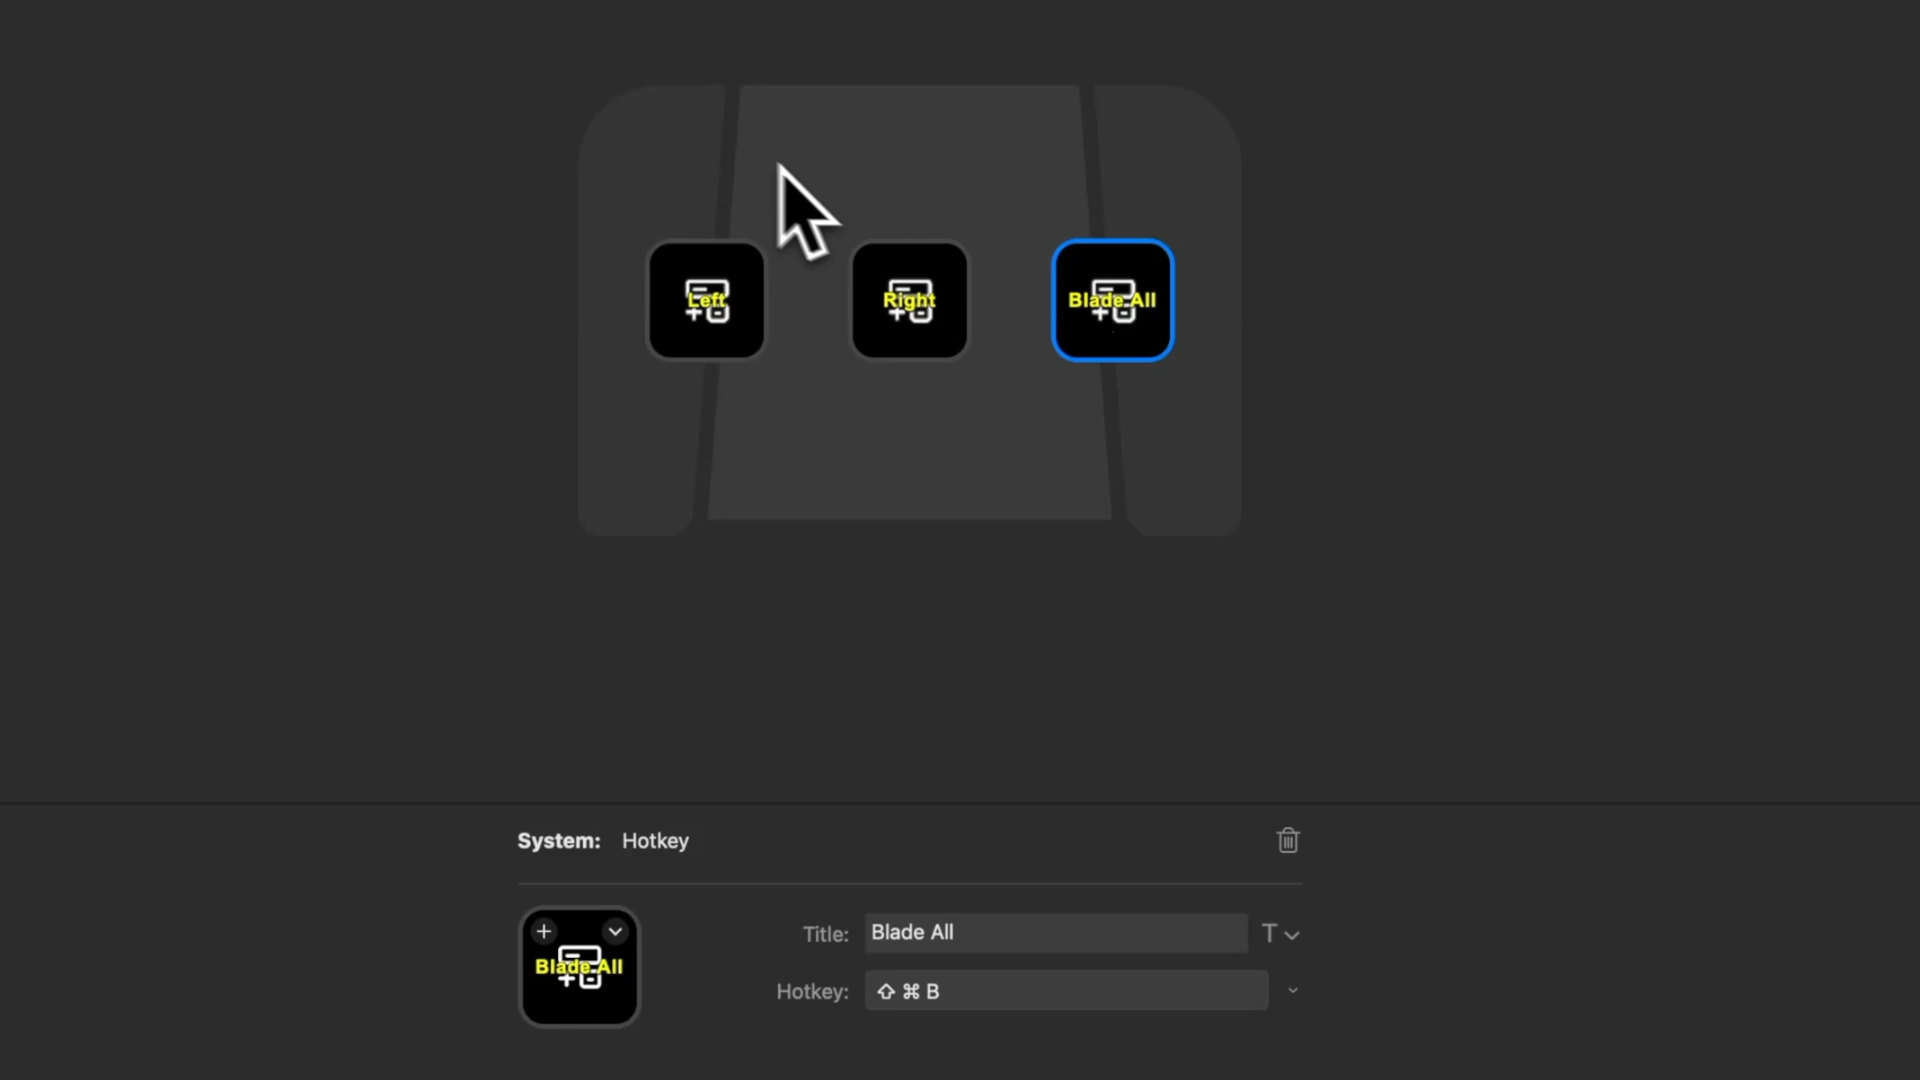 Left
Right
Blade All
System: Hotkey
Blade All
Title: Blade All
T
Hotkey: ⇧ ⌘ B